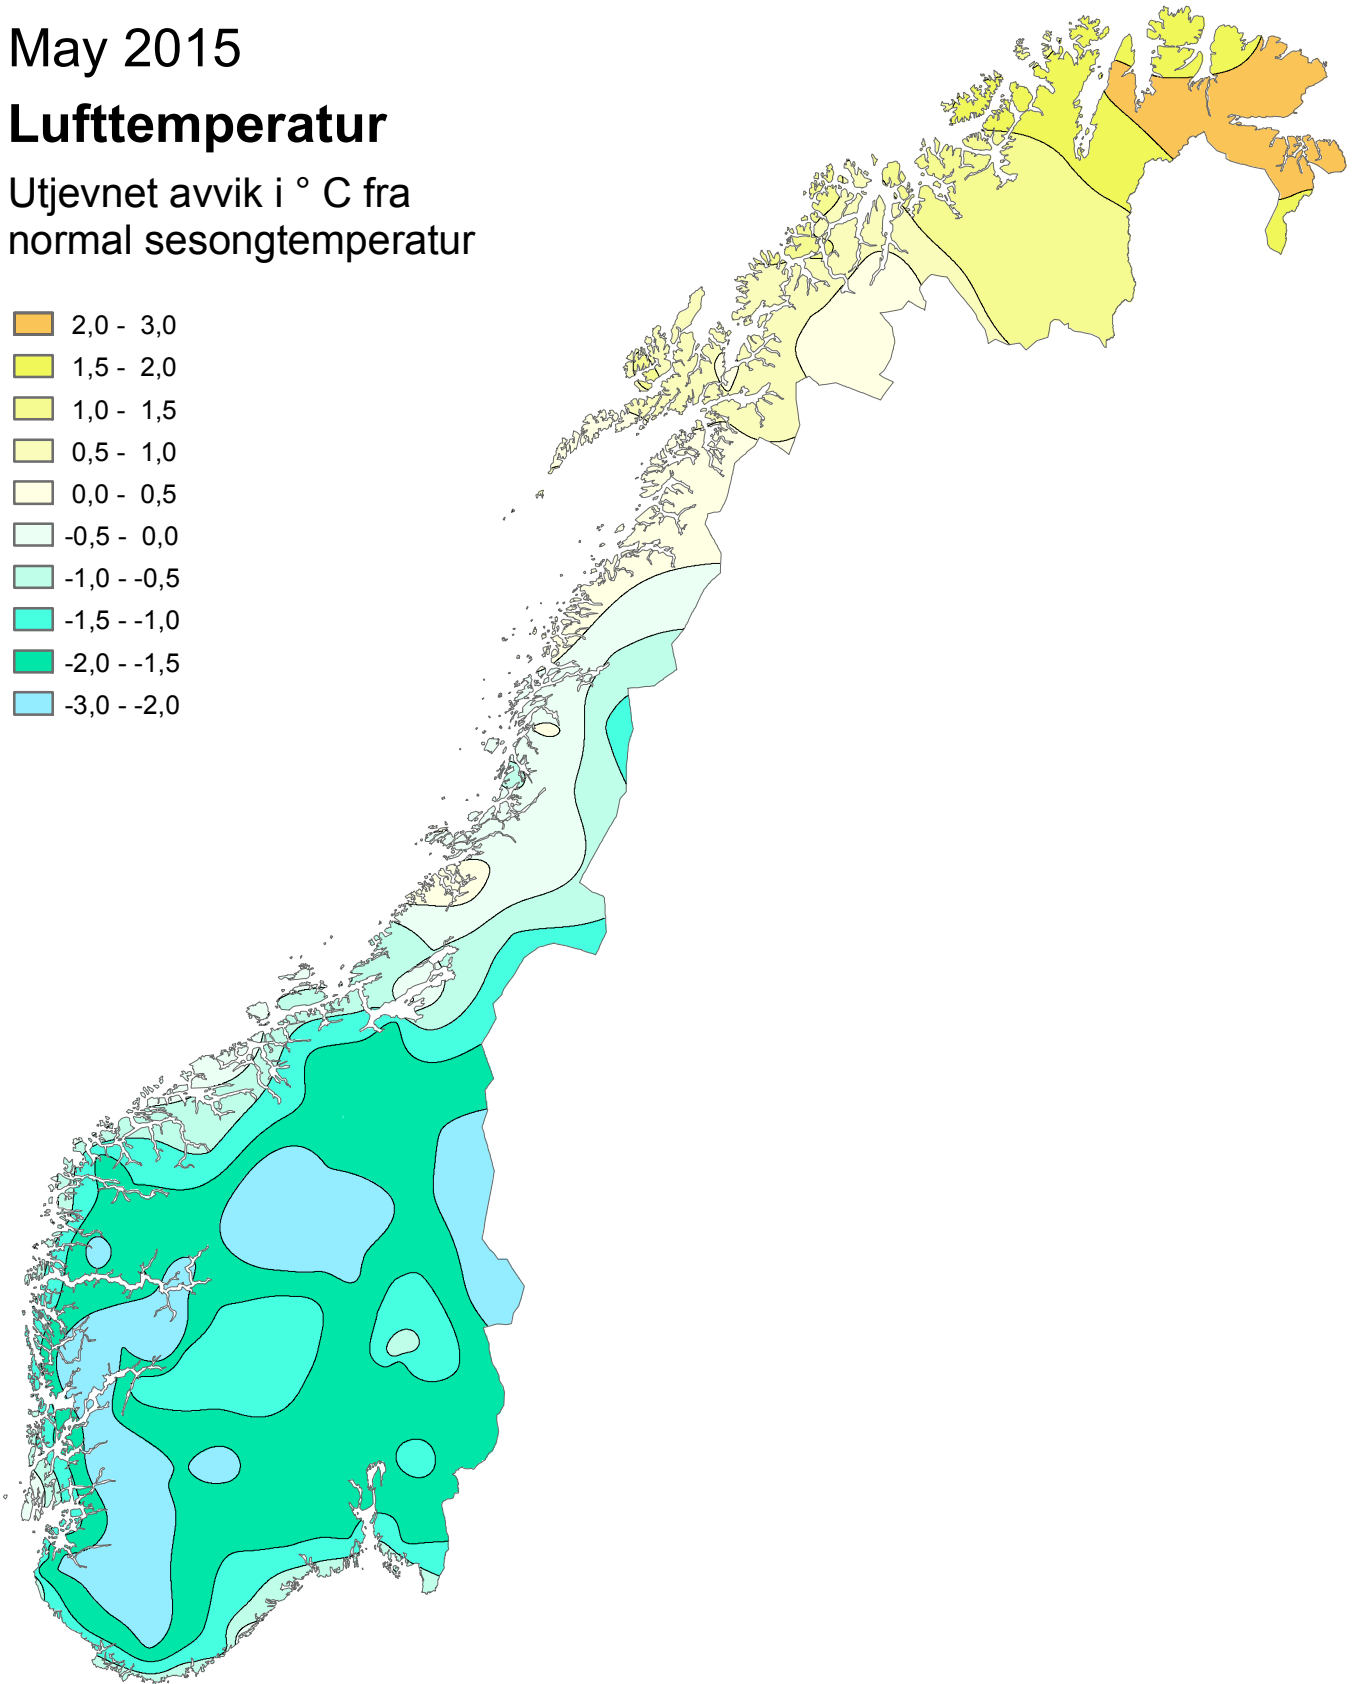 May 2015
Lufttemperatur
Utjevnet avvik i ° C fra
normal sesongtemperatur
2,0 - 3,0
1,5 - 2,0
1,0 - 1,5
0,5 - 1,0
0,0 - 0,5
-0,5 - 0,0
-1,0 - -0,5
-1,5 - -1,0
-2,0 - -1,5
-3,0 - -2,0